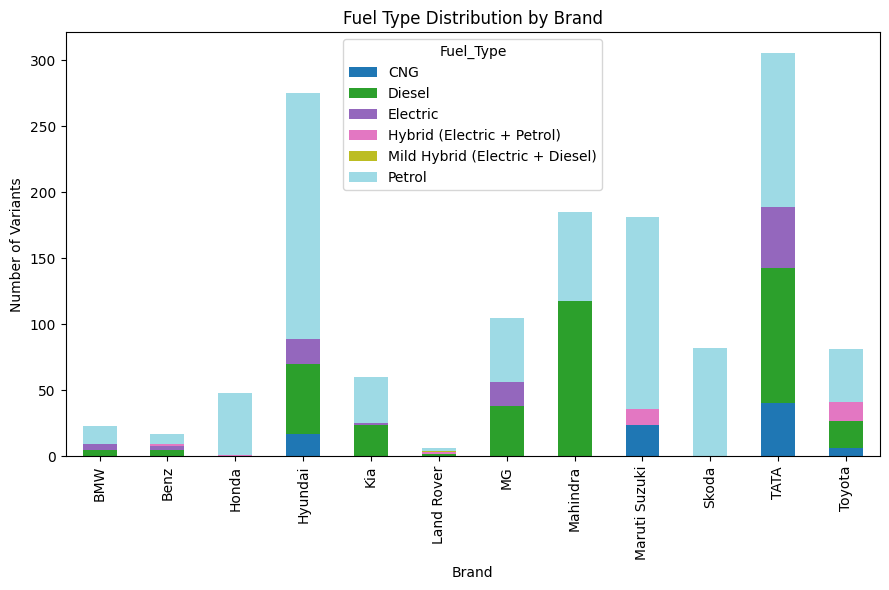 Fuel Type Distribution by Brand
Fuel_Type
CNG
Diesel
Electric
Hybrid (Electric + Petrol)
Mild Hybrid (Electric + Diesel)
Petrol
Number of Variants
300
250
200
150
100
50
0
BMW
Benz
Honda
Hyundai
Kia
Land Rover
MG
Mahindra
Maruti Suzuki
Skoda
TATA
Toyota
Brand